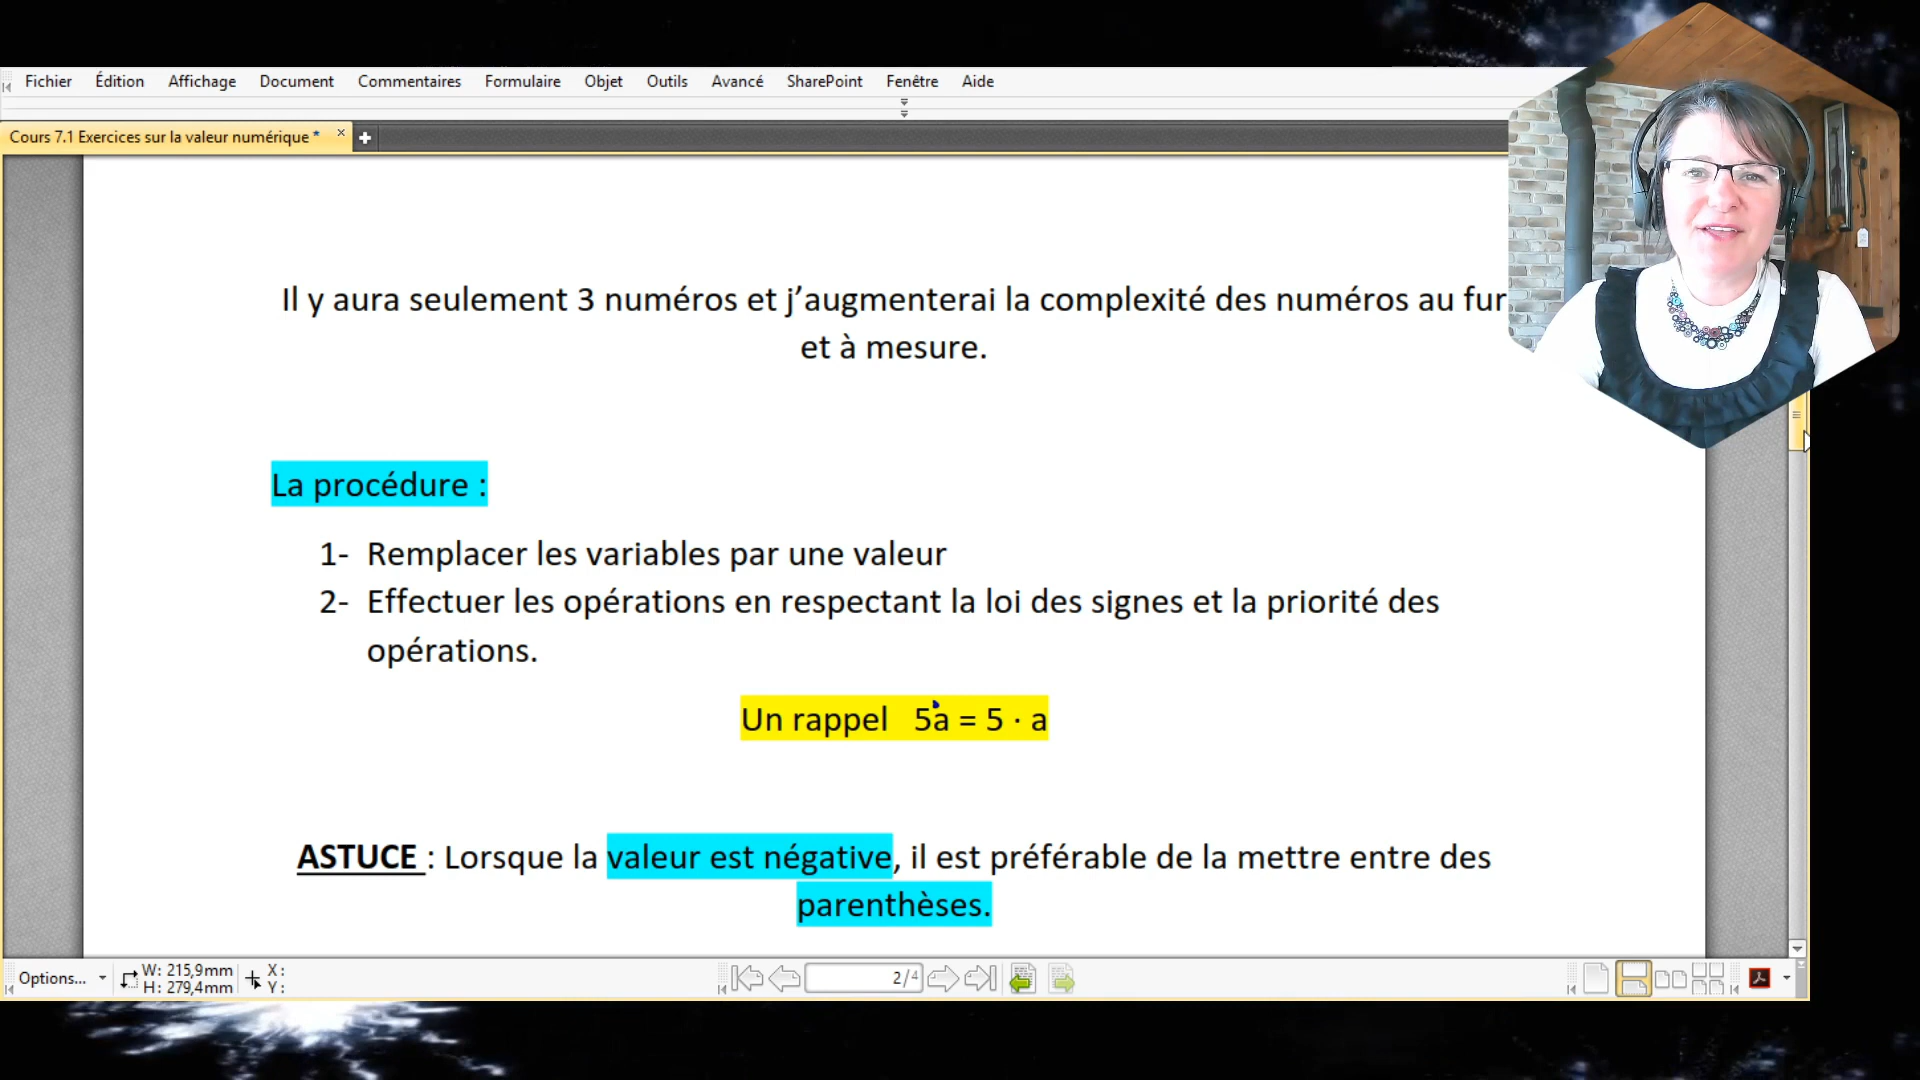 Fichier Édition Affichage Document Commentaires Formulaire Objet Outils Avancé SharePoint Fenêtre Aide
Cours 7.1 Exercices sur la valeur numérique *
Il y aura seulement 3 numéros et j’augmenterai la complexité des numéros au fur
et à mesure.
La procédure :
1- Remplacer les variables par une valeur
2- Effectuer les opérations en respectant la loi des signes et la priorité des
opérations.
Un rappel 5a = 5 · a
ASTUCE : Lorsque la valeur est négative, il est préférable de la mettre entre des
parenthèses.
Options... W: 215,9mm X: 2/4
H: 279,4mm Y: